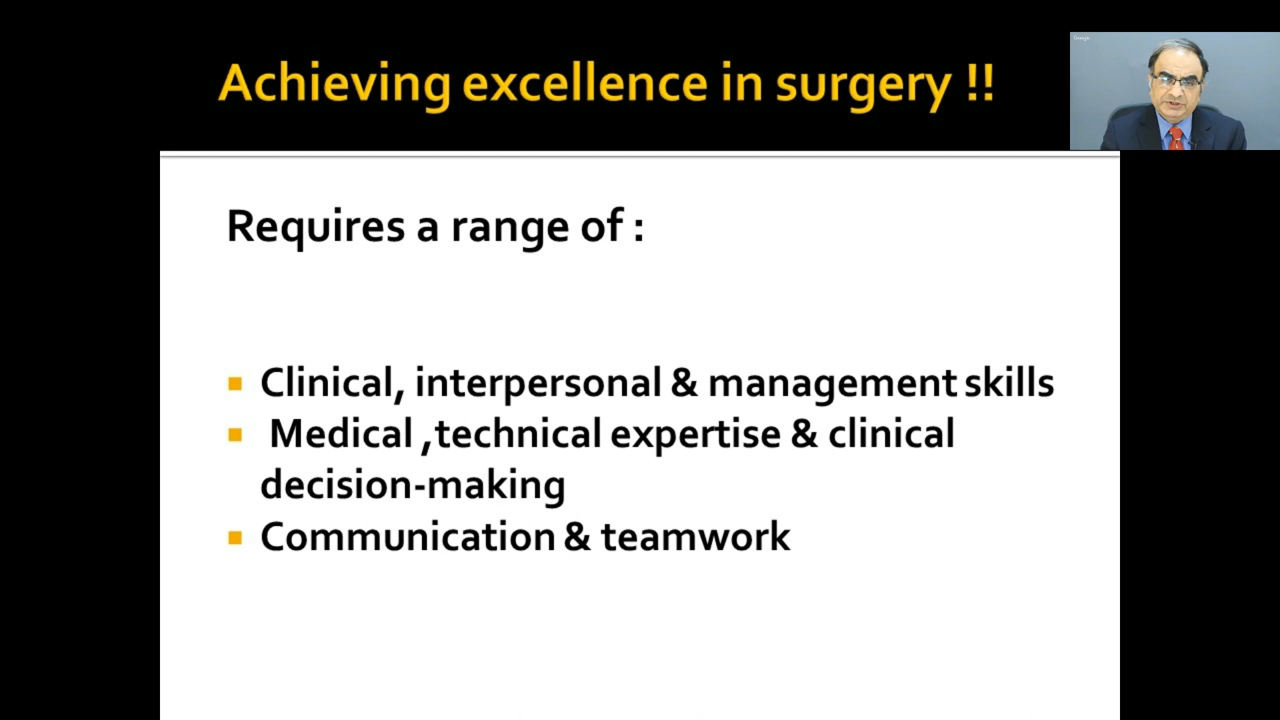 Achieving excellence in surgery !!
Requires a range of :
Clinical, interpersonal & management skills
Medical ,technical expertise & clinical
decision-making
Communication & teamwork